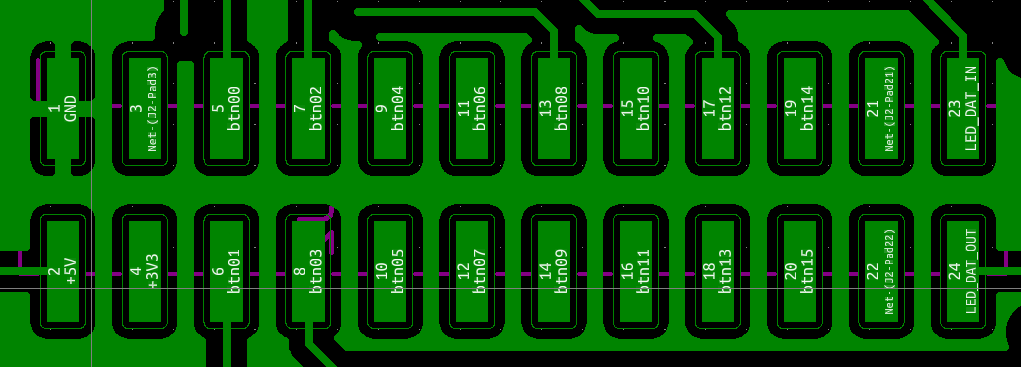 1
GND
3
Net-(J2-Pad3)
5
btn00
7
btn02
9
btn04
11
btn06
13
btn08
15
btn10
17
btn12
19
btn14
21
Net-(J2-Pad21)
23
LED_DAT_IN
2
+5V
4
+3V3
6
btn01
8
btn03
10
btn05
12
btn07
14
btn09
16
btn11
18
btn13
20
btn15
22
Net-(J2-Pad22)
24
LED_DAT_OUT